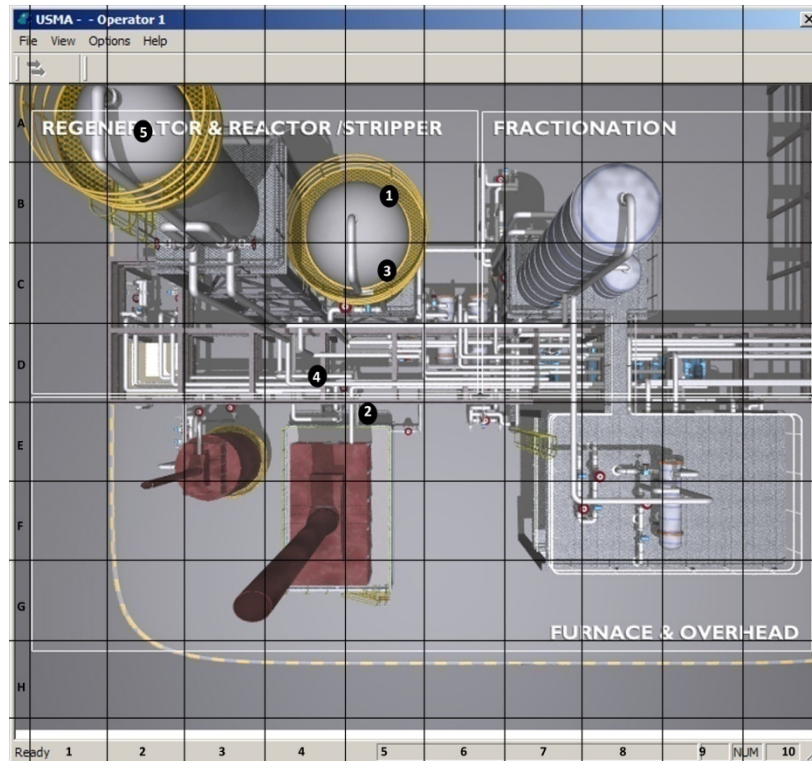 USMA - - Operator 1
File View Options Help
A
REGENERATOR & REACTOR /STRIPPER FRACTIONATION
5
B
1
C
3
D
4
2
E
F
G
FURNACE & OVERHEAD
H
Ready 1 2 3 4 5 6 7 8 9 NUM 10